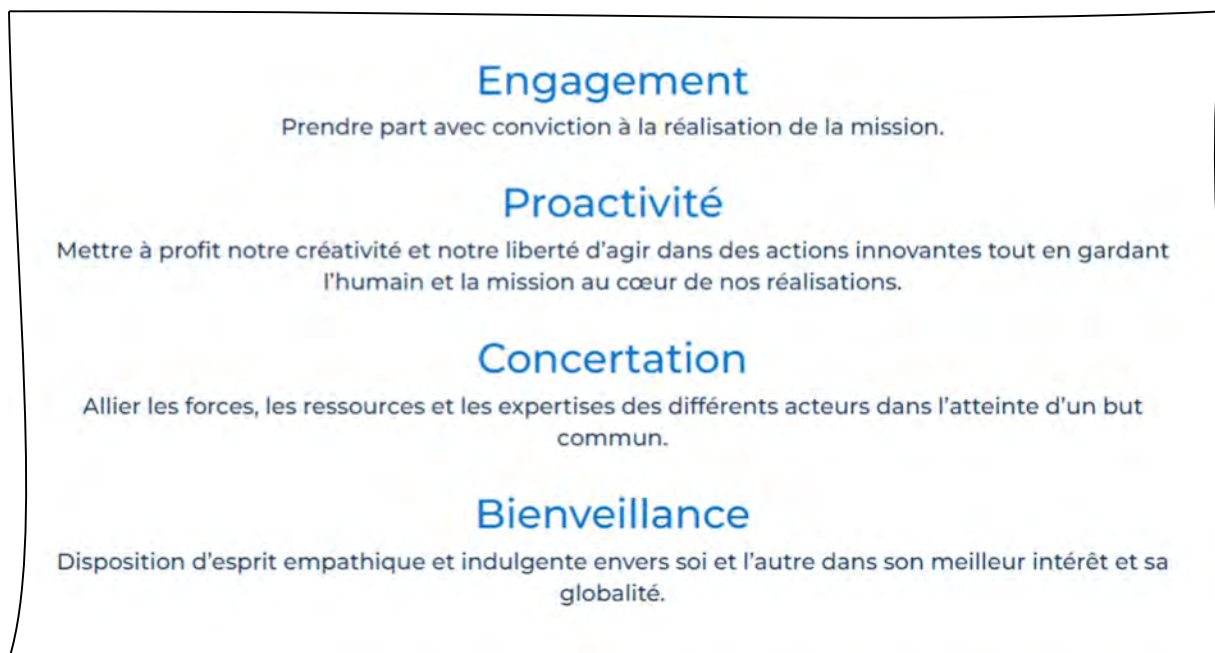 Engagement
Prendre part avec conviction à la réalisation de la mission.
Proactivité
Mettre à profit notre créativité et notre liberté d’agir dans des actions innovantes tout en gardant
l’humain et la mission au cœur de nos réalisations.
Concertation
Allier les forces, les ressources et les expertises des différents acteurs dans l’atteinte d’un but
commun.
Bienveillance
Disposition d’esprit empathique et indulgente envers soi et l’autre dans son meilleur intérêt et sa
globalité.